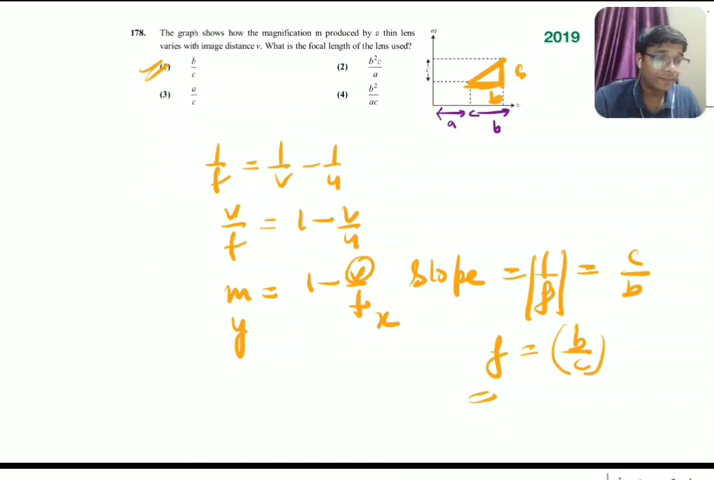 178. The graph shows how the magnification m produced by a thin lens varies with image distance v. What is the focal length of the lens used?
2019
(1) b/c (2) b²c/a
(3) a/c (4) b²/ac
m
c
v
c
b
a
b
1/f = 1/v - 1/u
v/f = 1 - v/u
m = 1 - v/f slope = |1/f| = c/b
y x
f = (b/c)
=